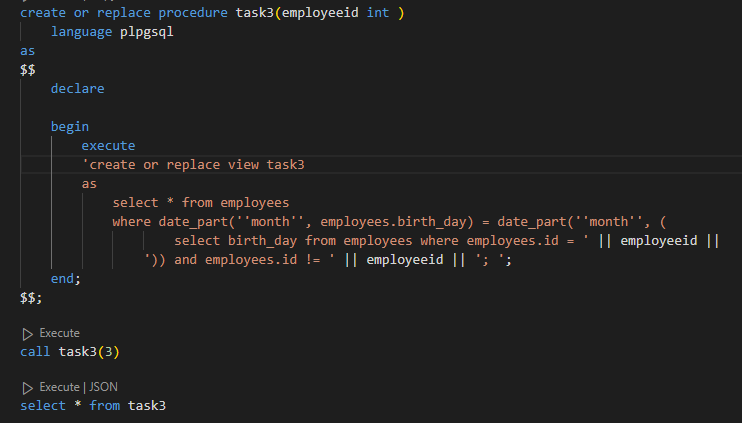 create or replace procedure task3(employeeid int )
language plpgsql
as
$$
declare
begin
execute
'create or replace view task3
as
select * from employees
where date_part(''month'', employees.birth_day) = date_part(''month'', (
select birth_day from employees where employees.id = ' || employeeid ||
')) and employees.id != ' || employeeid || '; ';
end;
$$;
Execute
call task3(3)
Execute | JSON
select * from task3